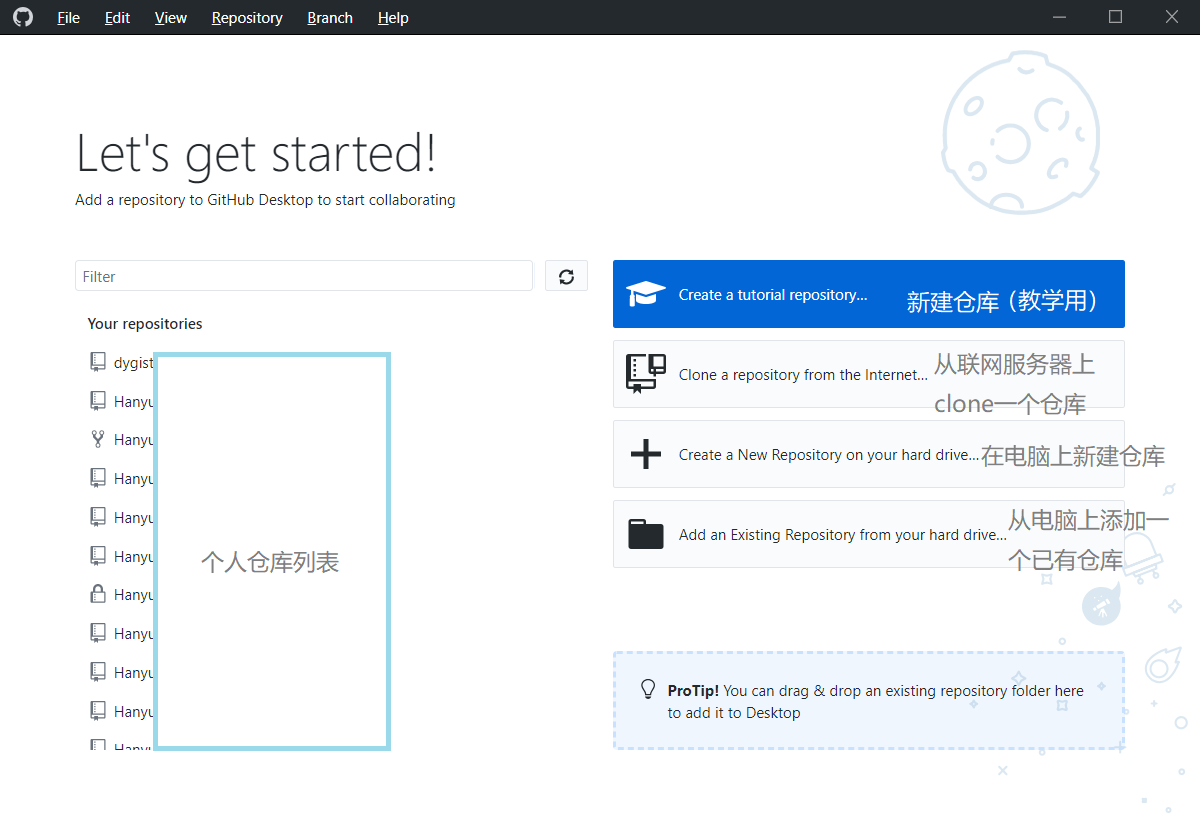 File Edit View Repository Branch Help
Let's get started!
Add a repository to GitHub Desktop to start collaborating
Filter
Your repositories
dygist
Hanyu
Hanyu
Hanyu
Hanyu
Hanyu
Hanyu
Hanyu
Hanyu
Hanyu
Hanyu
个人仓库列表
Create a tutorial repository...
新建仓库（教学用）
Clone a repository from the Internet...
从联网服务器上
clone一个仓库
Create a New Repository on your hard drive...
在电脑上新建仓库
Add an Existing Repository from your hard drive...
从电脑上添加一
个已有仓库
ProTip! You can drag & drop an existing repository folder here
to add it to Desktop